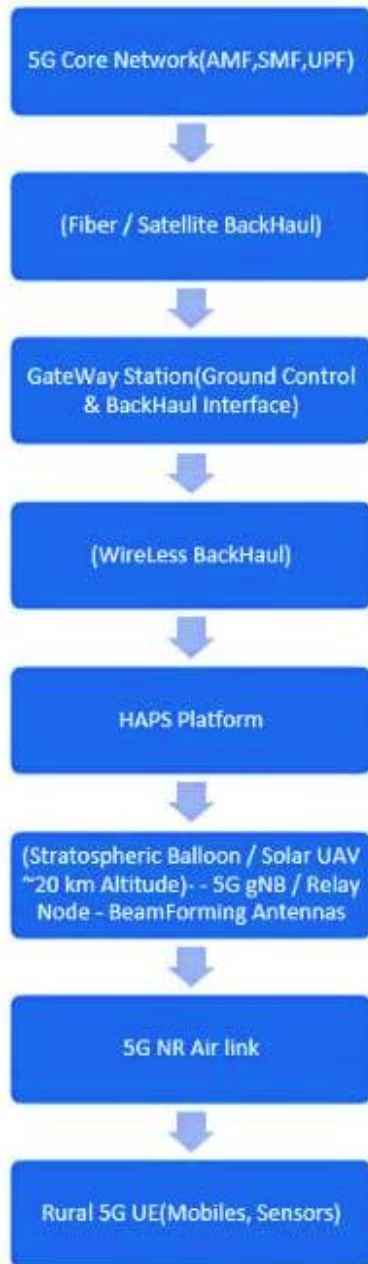 5G Core Network(AMF,SMF,UPF)
(Fiber / Satellite BackHaul)
GateWay Station(Ground Control
& BackHaul Interface)
(WireLess BackHaul)
HAPS Platform
(Stratospheric Balloon / Solar UAV
~20 km Altitude)- - 5G gNB / Relay
Node - BeamForming Antennas
5G NR Air link
Rural 5G UE(Mobiles, Sensors)